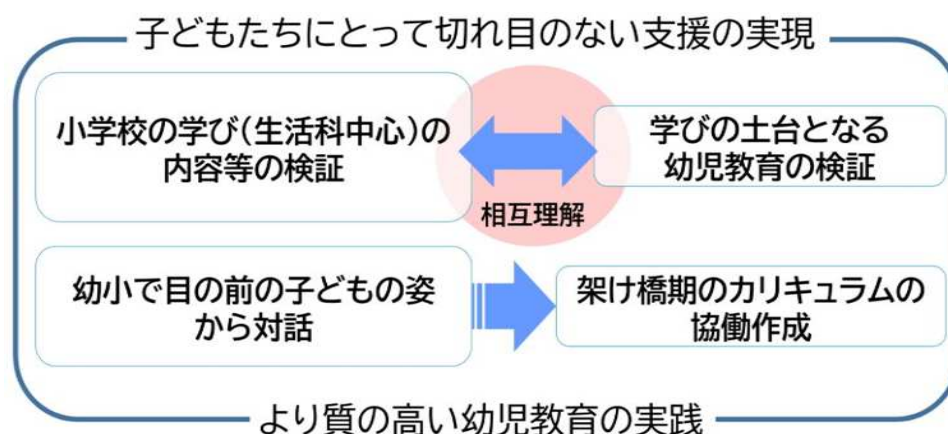 子どもたちにとって切れ目のない支援の実現
小学校の学び(生活科中心)の
内容等の検証
相互理解
学びの土台となる
幼児教育の検証
幼小で目の前の子どもの姿
から対話
架け橋期のカリキュラムの
協働作成
より質の高い幼児教育の実践